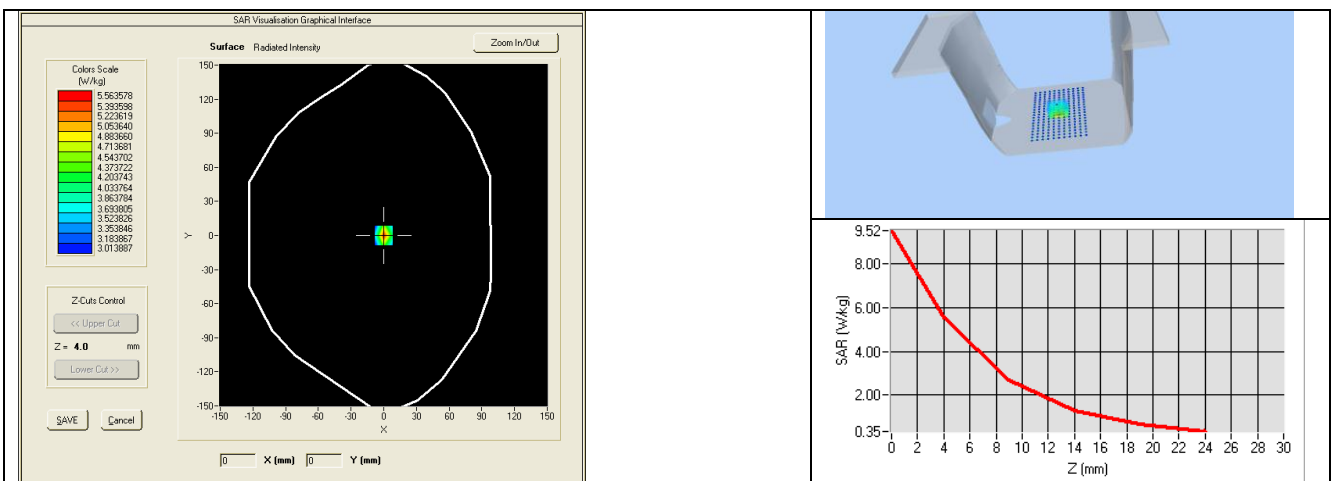 SAR Visualisation Graphical Interface
Surface Radiated Intensity
Zoom In/Out
Colors Scale
(W/kg)
5.563578
5.393598
5.223619
5.053640
4.883660
4.713681
4.543702
4.373722
4.203743
4.033764
3.863784
3.693805
3.523826
3.353846
3.183867
3.013887
Z-Cuts Control
<< Upper Cut
Z = 4.0 mm
Lower Cut >>
SAVE Cancel
150-
120-
90-
60-
30-
0-
-30-
-60-
-90-
-120-
-150-
Y
-150 -120 -90 -60 -30 0 30 60 90 120 150
X
0 X (mm) 0 Y (mm)
9.52-
8.00-
6.00-
4.00-
2.00-
0.35-
SAR (W/kg)
0 2 4 6 8 10 12 14 16 18 20 22 24 26 28 30
Z (mm)